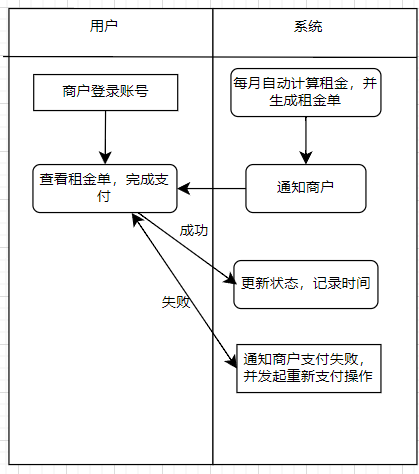 用户
系统
商户登录账号
每月自动计算租金，并
生成租金单
查看租金单，完成支
付
通知商户
成功
更新状态，记录时间
失败
通知商户支付失败，
并发起重新支付操作